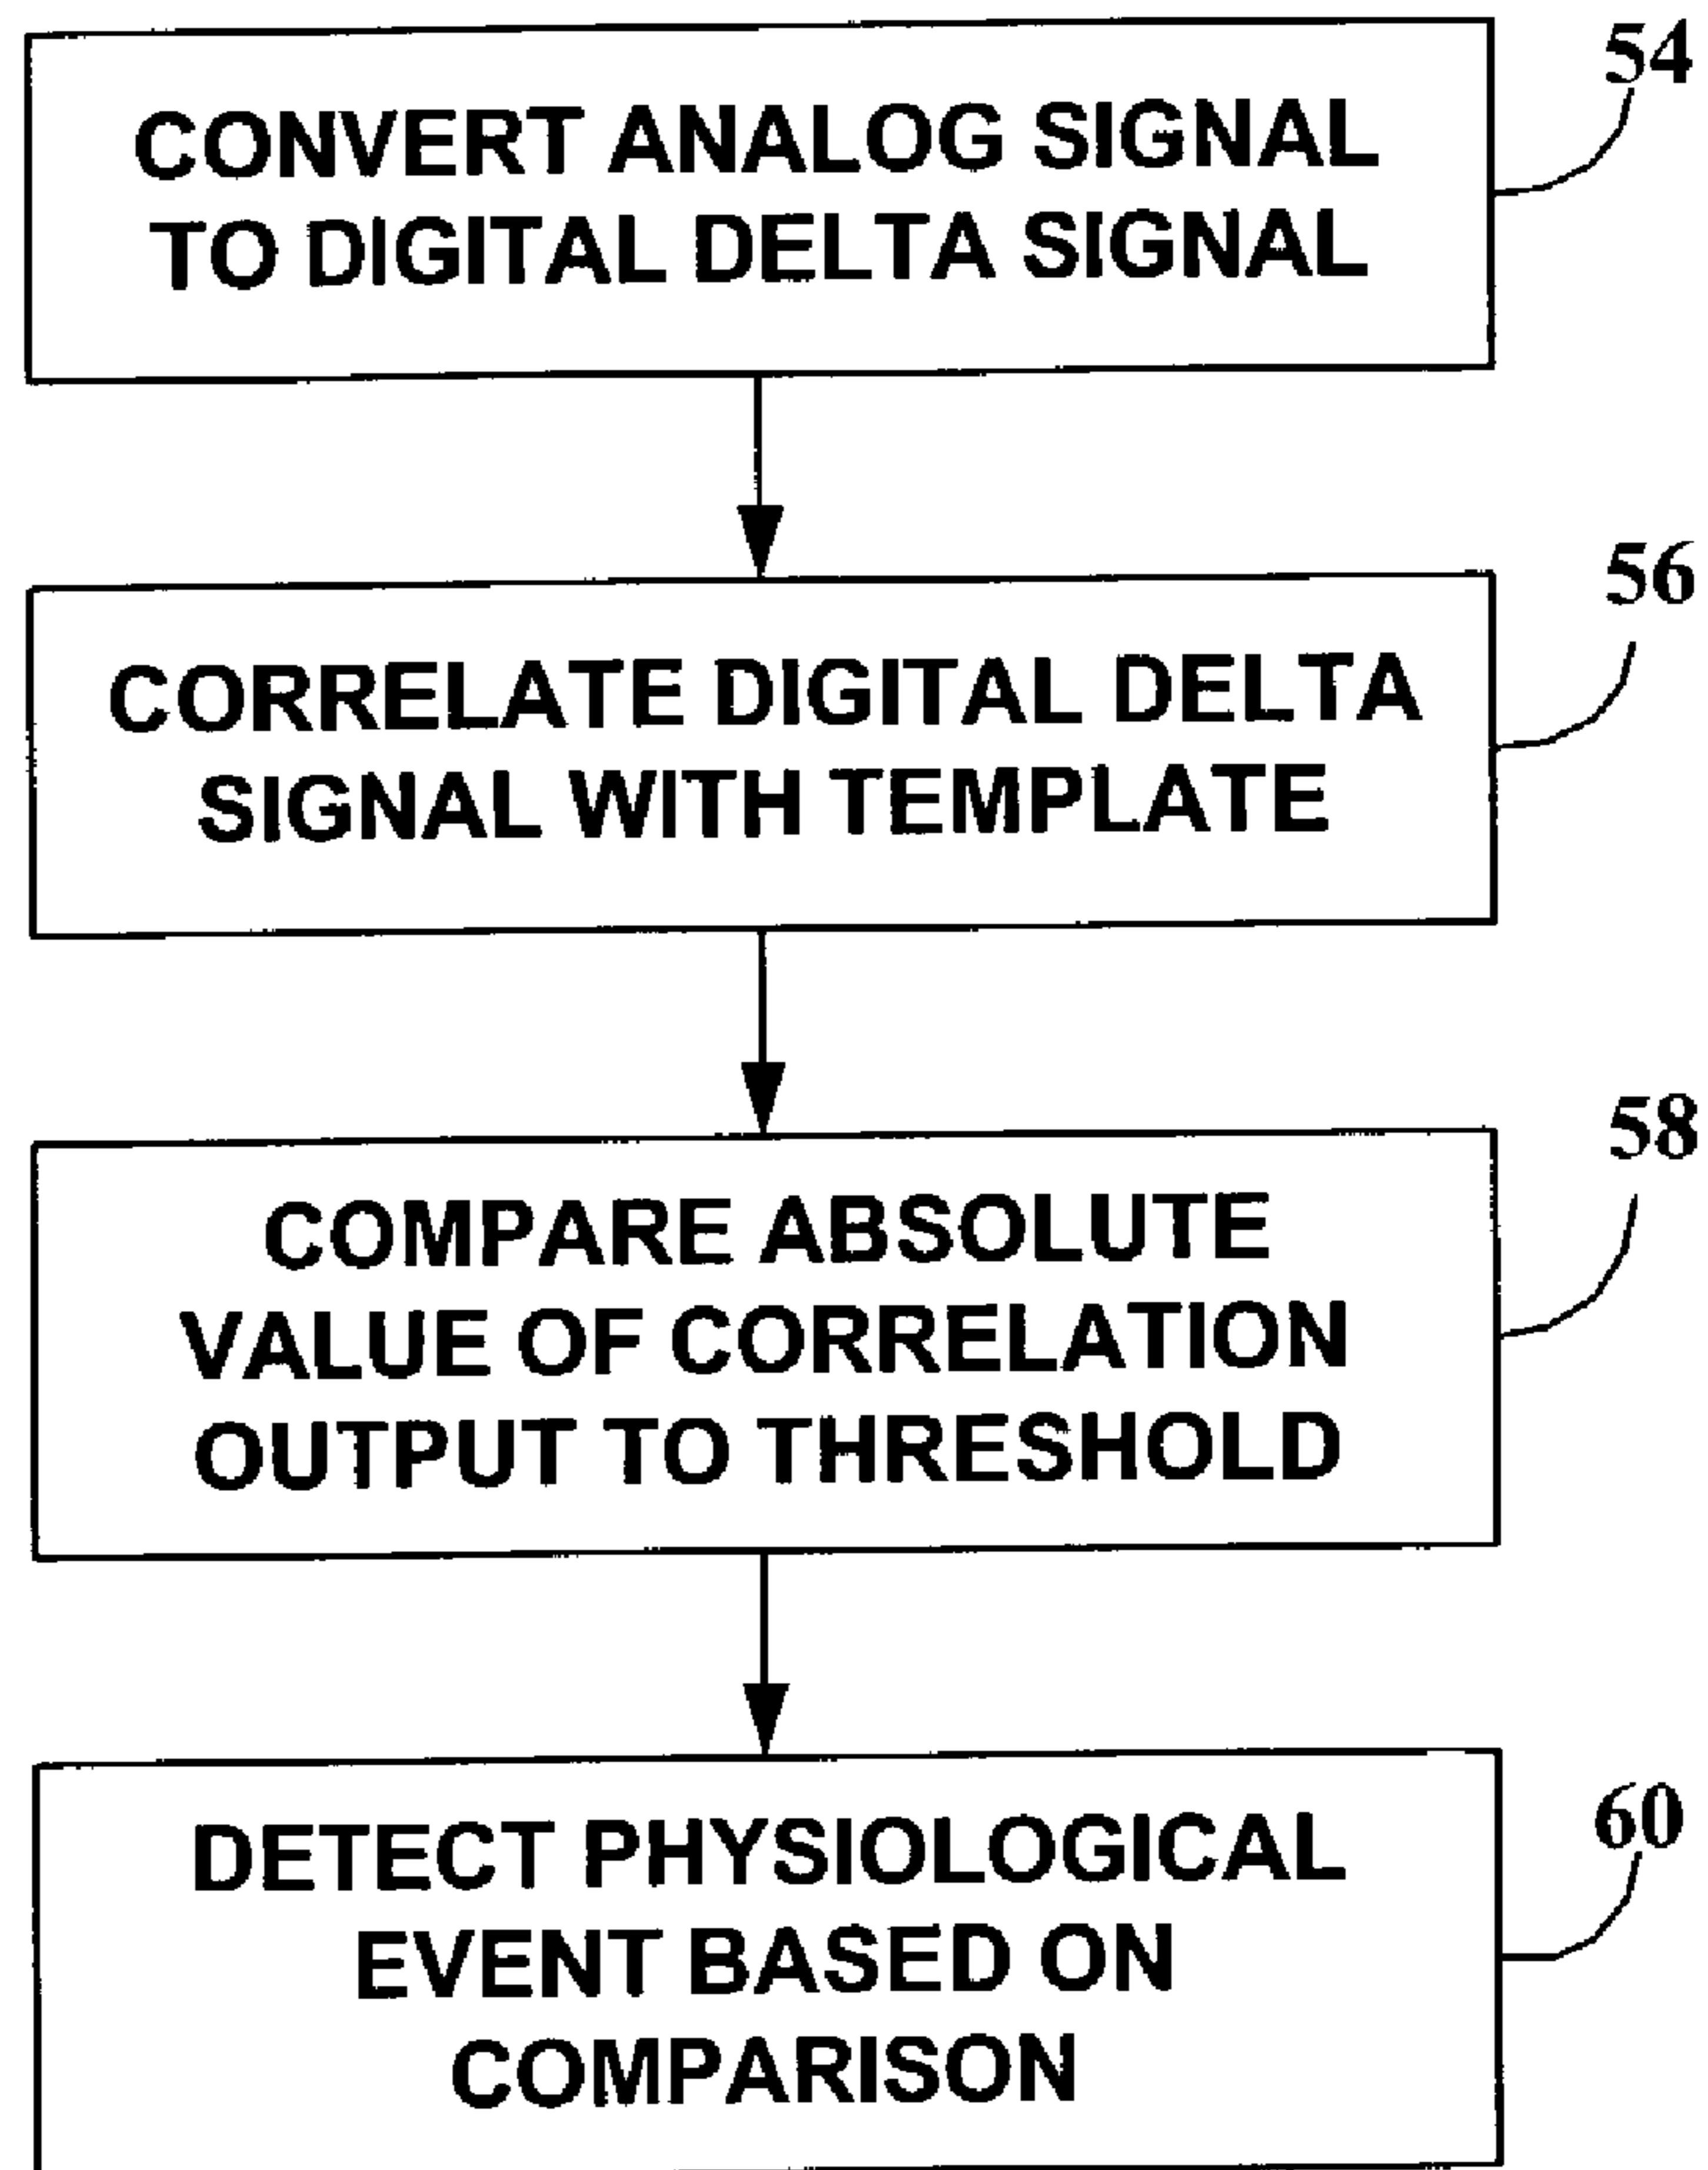 54
CONVERT ANALOG SIGNAL
TO DIGITAL DELTA SIGNAL
56
CORRELATE DIGITAL DELTA
SIGNAL WITH TEMPLATE
58
COMPARE ABSOLUTE
VALUE OF CORRELATION
OUTPUT TO THRESHOLD
60
DETECT PHYSIOLOGICAL
EVENT BASED ON
COMPARISON